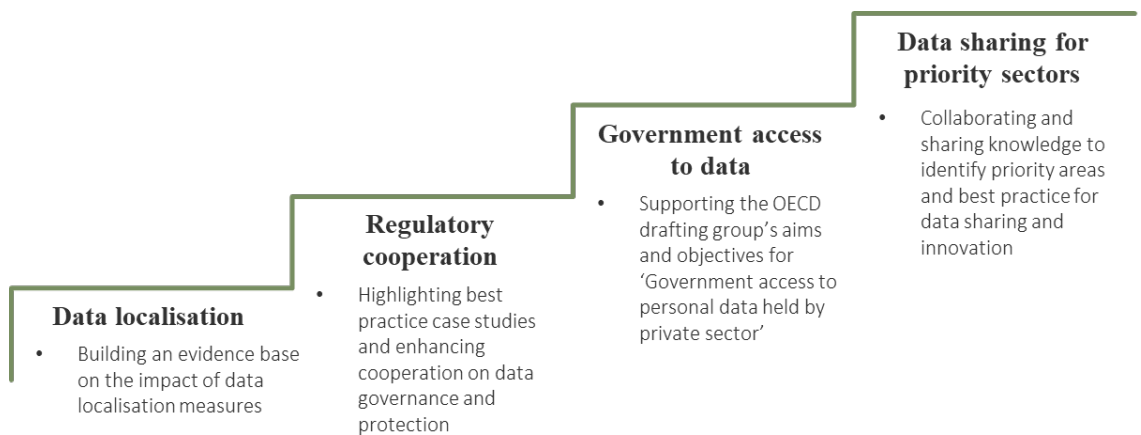 Data localisation
• Building an evidence base
on the impact of data
localisation measures
Regulatory
cooperation
• Highlighting best
practice case studies
and enhancing
cooperation on data
governance and
protection
Government access
to data
• Supporting the OECD
drafting group’s aims
and objectives for
‘Government access to
personal data held by
private sector’
Data sharing for
priority sectors
• Collaborating and
sharing knowledge to
identify priority areas
and best practice for
data sharing and
innovation